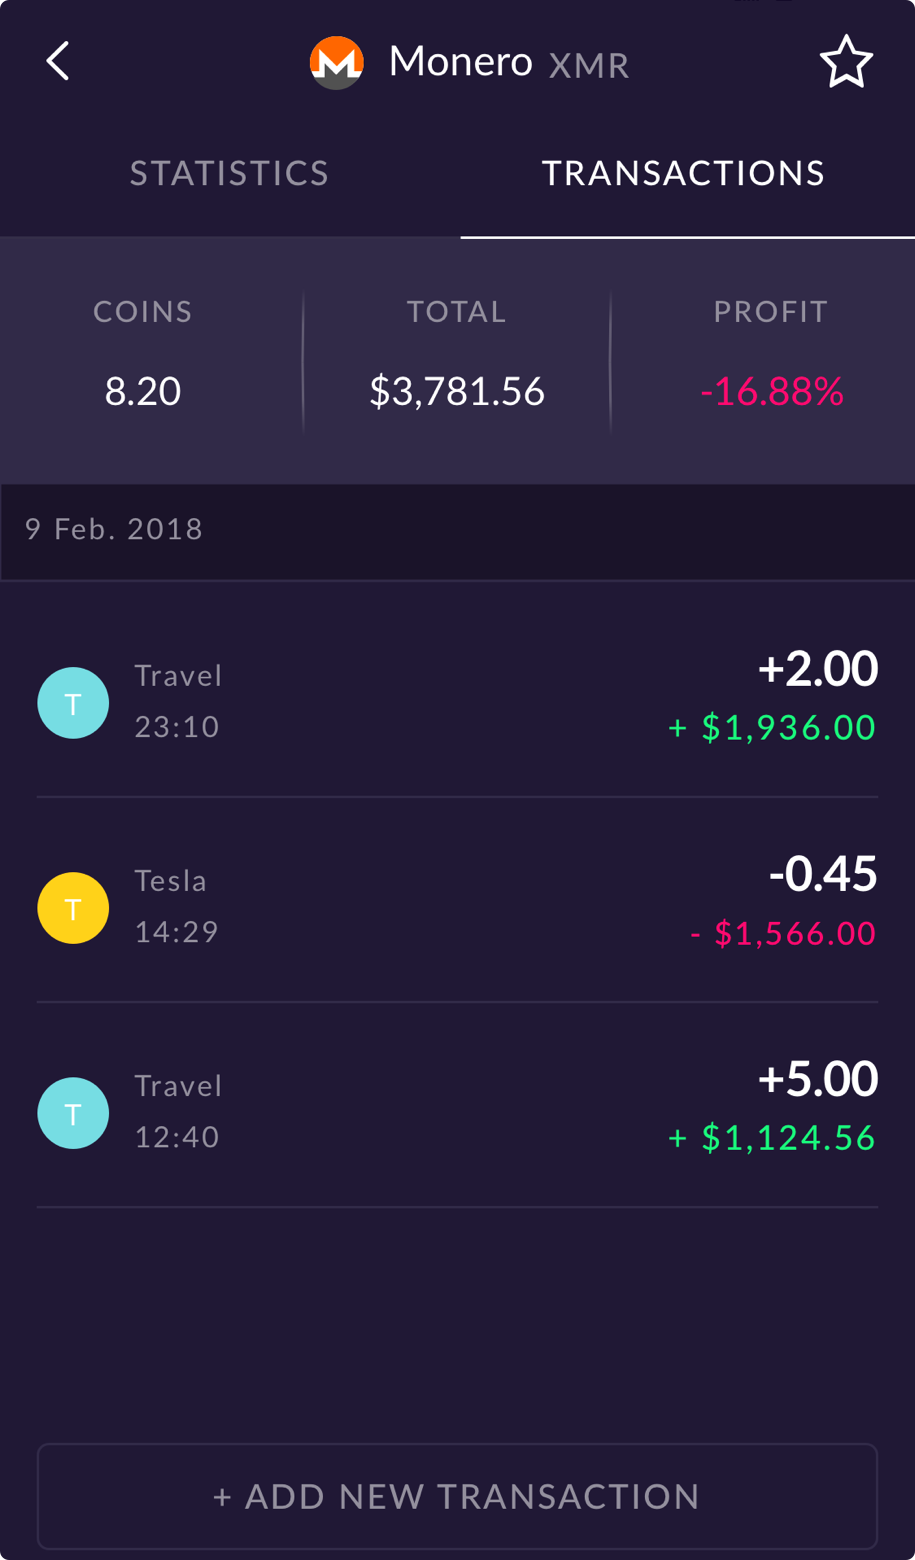 Monero XMR
STATISTICS TRANSACTIONS
COINS TOTAL PROFIT
8.20 $3,781.56 -16.88%
9 Feb. 2018
T
Travel
23:10
+2.00
+ $1,936.00
T
Tesla
14:29
-0.45
- $1,566.00
T
Travel
12:40
+5.00
+ $1,124.56
+ ADD NEW TRANSACTION